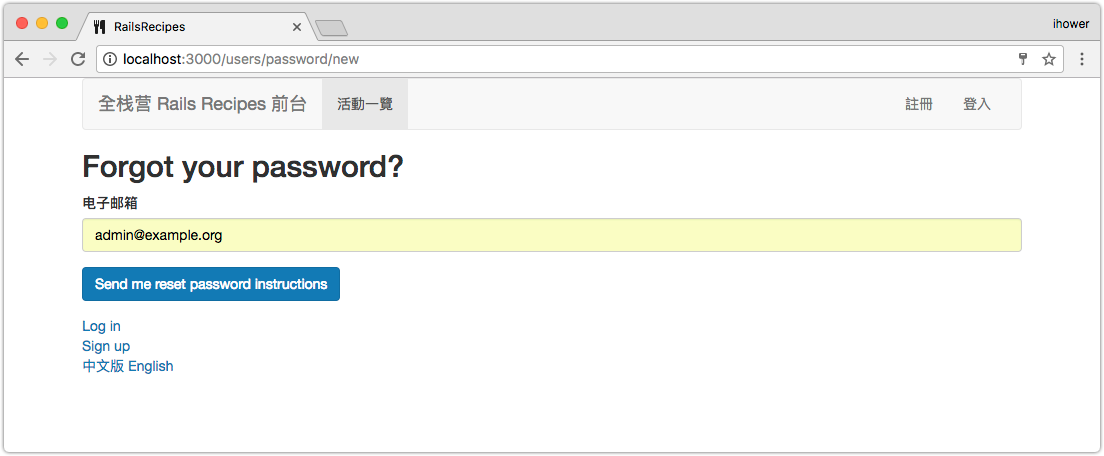 RailsRecipes
ihower
localhost:3000/users/password/new
全栈营 Rails Recipes 前台 活動一覽 註冊 登入
Forgot your password?
电子邮箱
admin@example.org
Send me reset password instructions
Log in
Sign up
中文版 English